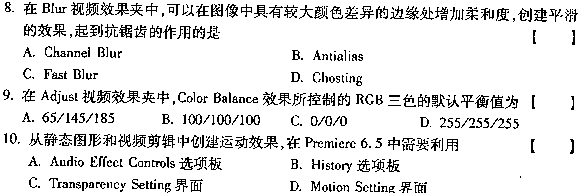 8. 在 Blur 视频效果夹中,可以在图像中具有较大颜色差异的边缘处增加柔和度,创建平滑
的效果,起到抗锯齿的作用的是 【 】
A. Channel Blur B. Antialias
C. Fast Blur D. Ghosting
9. 在 Adjust 视频效果夹中,Color Balance 效果所控制的 RGB 三色的默认平衡值为 【 】
A. 65/145/185 B. 100/100/100 C. 0/0/0 D. 255/255/255
10. 从静态图形和视频剪辑中创建运动效果,在 Premiere 6.5 中需要利用 【 】
A. Audio Effect Controls 选项板 B. History 选项板
C. Transparency Setting 界面 D. Motion Setting 界面